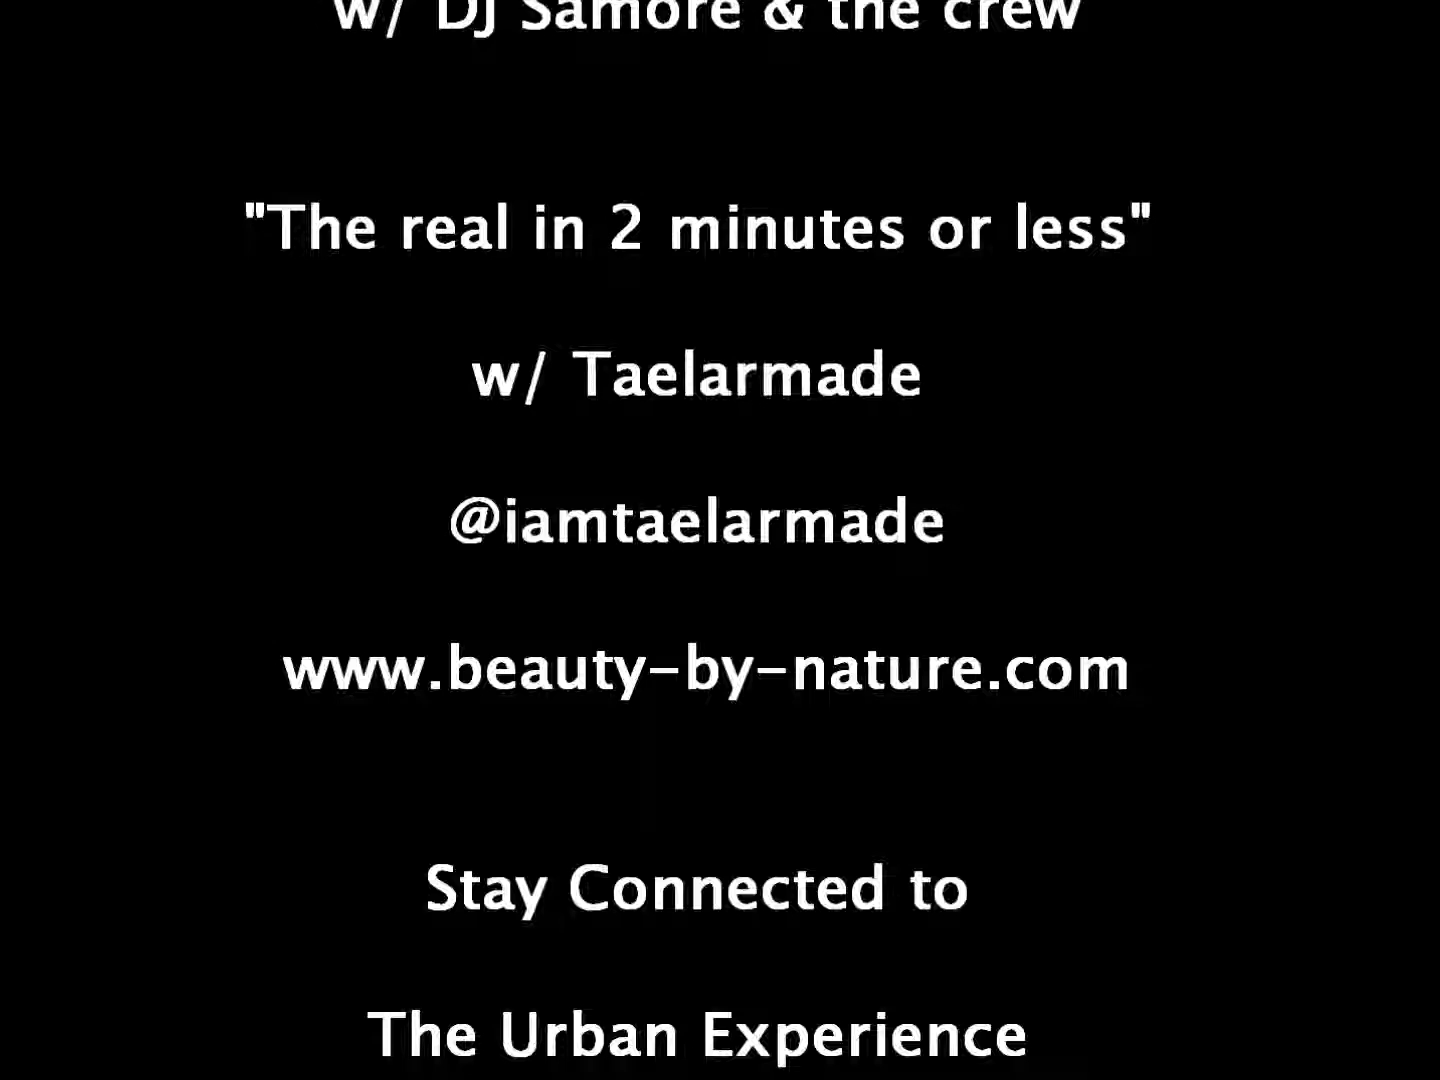 w/ DJ Samore & the crew
"The real in 2 minutes or less"
w/ Taelarmade
@iamtaelarmade
www.beauty-by-nature.com
Stay Connected to
The Urban Experience